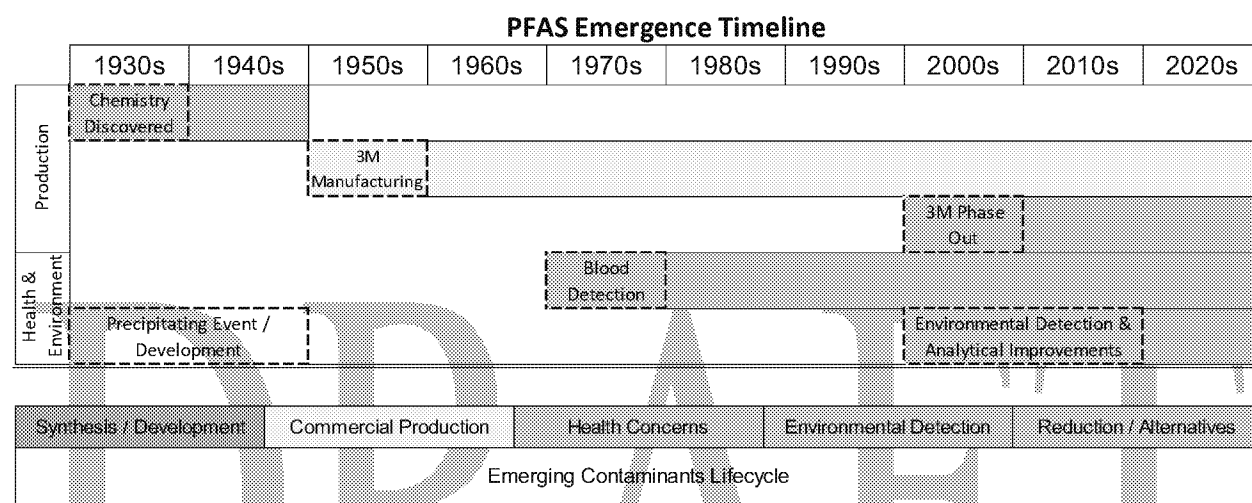 PFAS Emergence Timeline
1930s 1940s 1950s 1960s 1970s 1980s 1990s 2000s 2010s 2020s
Production
Chemistry
Discovered
3M
Manufacturing
3M Phase
Out
Health &
Environment
Blood
Detection
Precipitating Event /
Development
Environmental Detection &
Analytical Improvements
Synthesis / Development Commercial Production Health Concerns Environmental Detection Reduction / Alternatives
Emerging Contaminants Lifecycle
DRAFT